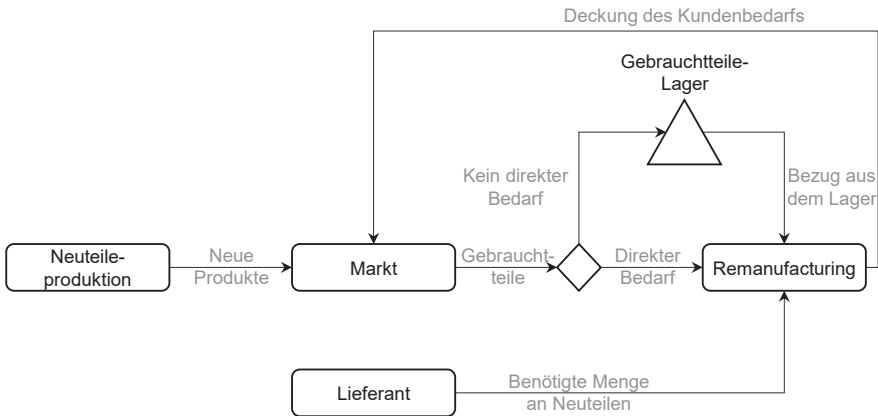 Deckung des Kundenbedarfs
Gebrauchtteile-
Lager
Kein direkter
Bedarf
Bezug aus
dem Lager
Neuteile-
produktion
Neue
Produkte
Markt
Gebraucht-
teile
Direkter
Bedarf
Remanufacturing
Lieferant
Benötigte Menge
an Neuteilen